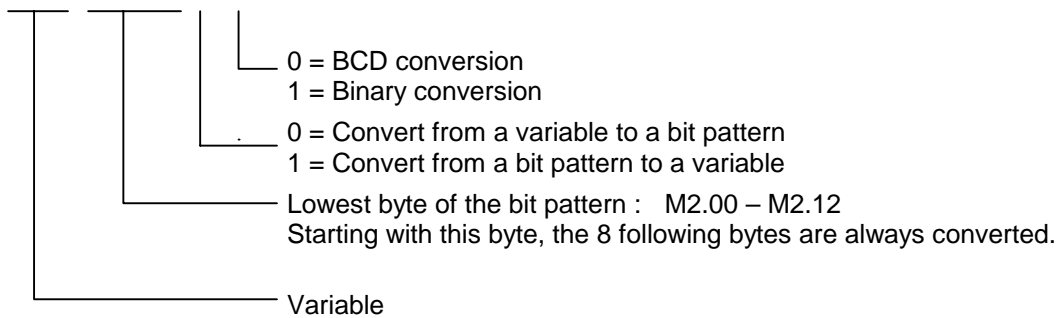 0 = BCD conversion
1 = Binary conversion
0 = Convert from a variable to a bit pattern
1 = Convert from a bit pattern to a variable
Lowest byte of the bit pattern : M2.00 – M2.12
Starting with this byte, the 8 following bytes are always converted.
Variable